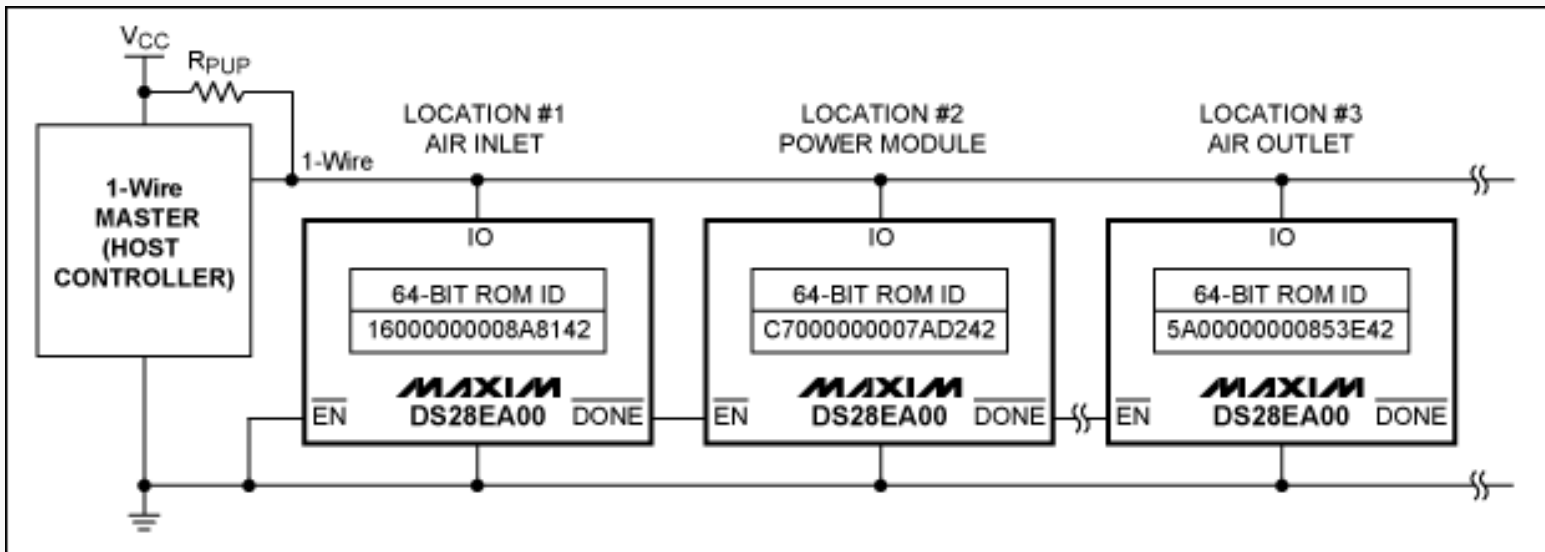 VCC
RPUP
1-Wire
1-Wire
MASTER
(HOST
CONTROLLER)
LOCATION #1
AIR INLET
IO
64-BIT ROM ID
16000000008A8142
MAXIM
DS28EA00
EN
DONE
LOCATION #2
POWER MODULE
IO
64-BIT ROM ID
C7000000007AD242
MAXIM
DS28EA00
EN
DONE
LOCATION #3
AIR OUTLET
IO
64-BIT ROM ID
5A00000000853E42
MAXIM
DS28EA00
EN
DONE